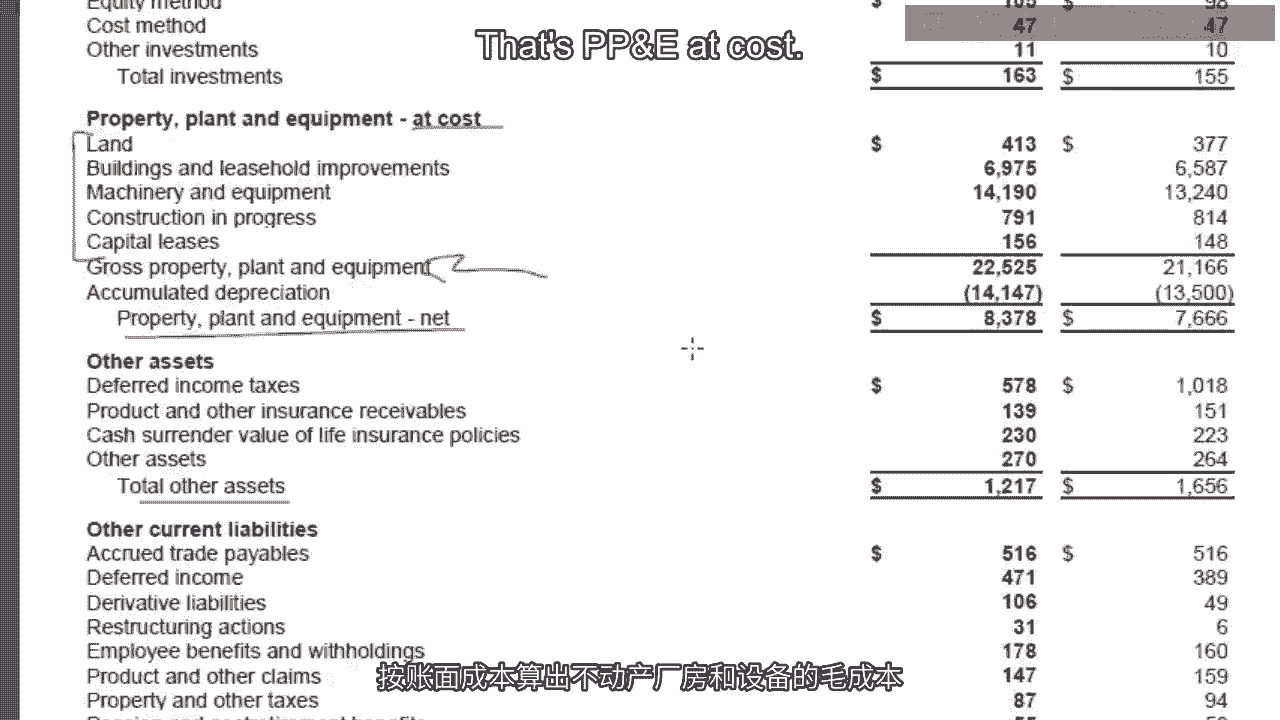 Equity method $ 105 $ 98
Cost method 47 47
That's PP&E at cost.
Other investments 11 10
Total investments $ 163 $ 155
Property, plant and equipment - at cost
Land $ 413 $ 377
Buildings and leasehold improvements 6,975 6,587
Machinery and equipment 14,190 13,240
Construction in progress 791 814
Capital leases 156 148
Gross property, plant and equipment 22,525 21,166
Accumulated depreciation (14,147) (13,500)
Property, plant and equipment - net $ 8,378 $ 7,666
Other assets
Deferred income taxes $ 578 $ 1,018
Product and other insurance receivables 139 151
Cash surrender value of life insurance policies 230 223
Other assets 270 264
Total other assets $ 1,217 $ 1,656
Other current liabilities
Accrued trade payables $ 516 $ 516
Deferred income 471 389
Derivative liabilities 106 49
Restructuring actions 31 6
Employee benefits and withholdings 178 160
Product and other claims 147 159
按账面成本算出不动产厂房和设备的毛成本
Property and other taxes 87 94